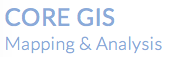 CORE GIS
Mapping & Analysis